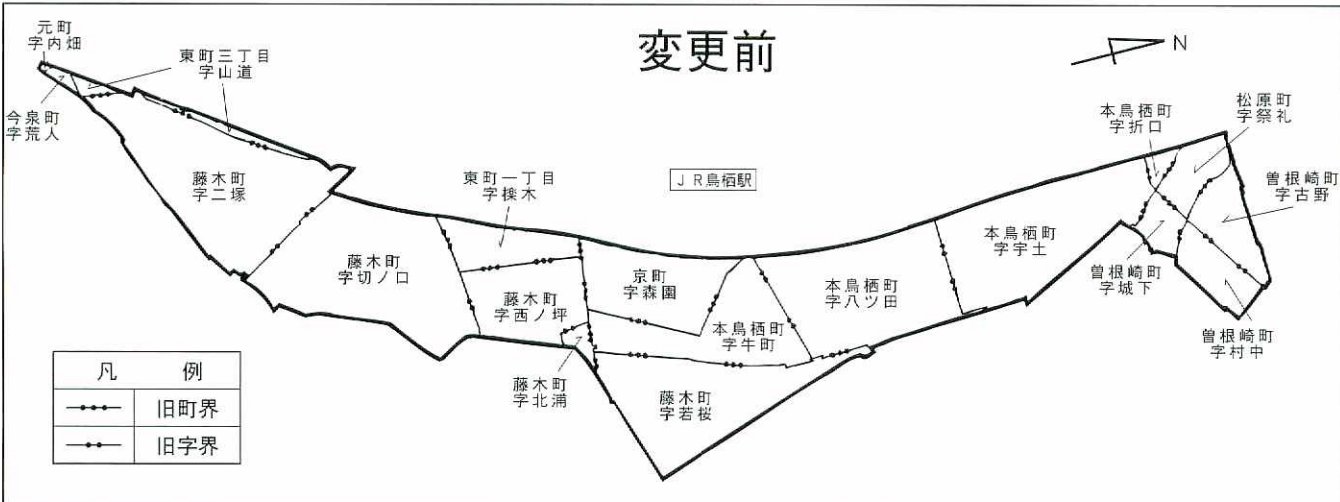 変更前
N
元町
字内畑
東町三丁目
字山道
今泉町
字荒人
藤木町
字二塚
藤木町
字切ノ口
東町一丁目
字樸木
藤木町
字西ノ坪
藤木町
字北浦
JR鳥栖駅
京町
字森園
本鳥栖町
字牛町
藤木町
字若桜
本鳥栖町
字八ツ田
本鳥栖町
字宇土
本鳥栖町
字折口
松原町
字祭礼
曽根崎町
字古野
曽根崎町
字城下
曽根崎町
字村中
凡 例
旧町界
旧字界